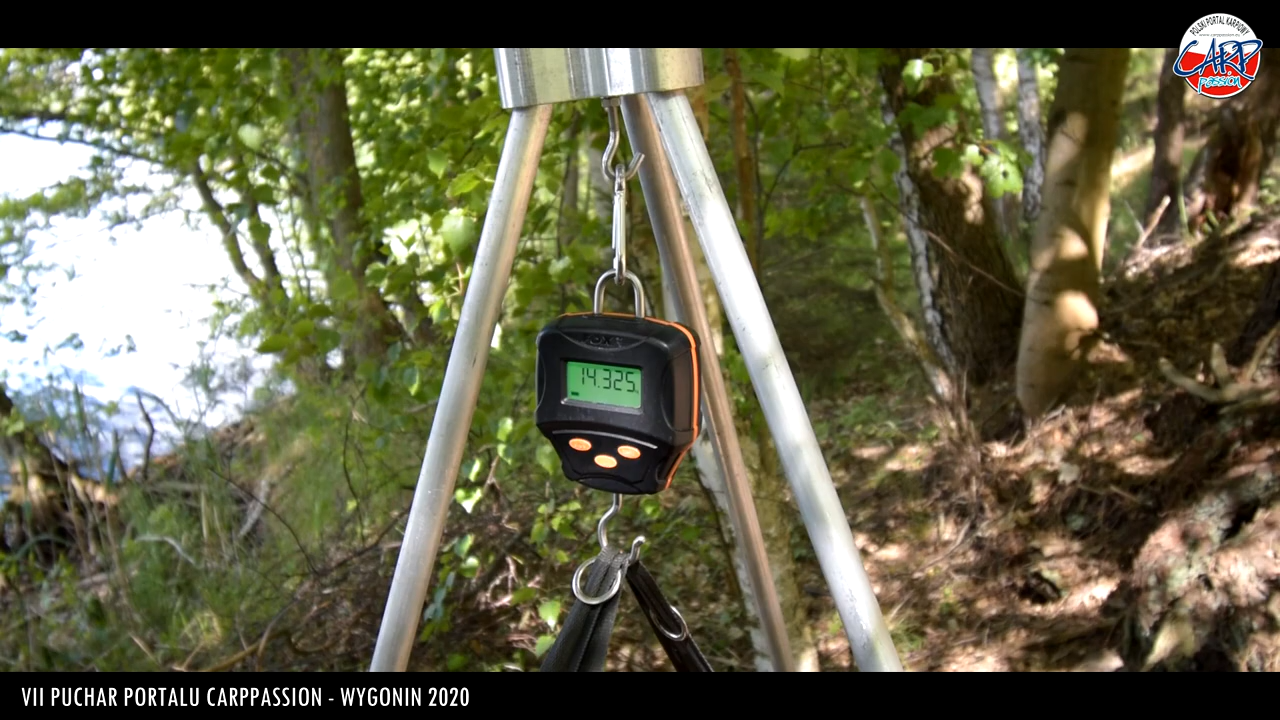 POLSKI PORTAL KARPIOWY
CARP
passion
FOX
14.325
VII PUCHAR PORTALU CARPPASSION - WYGONIN 2020